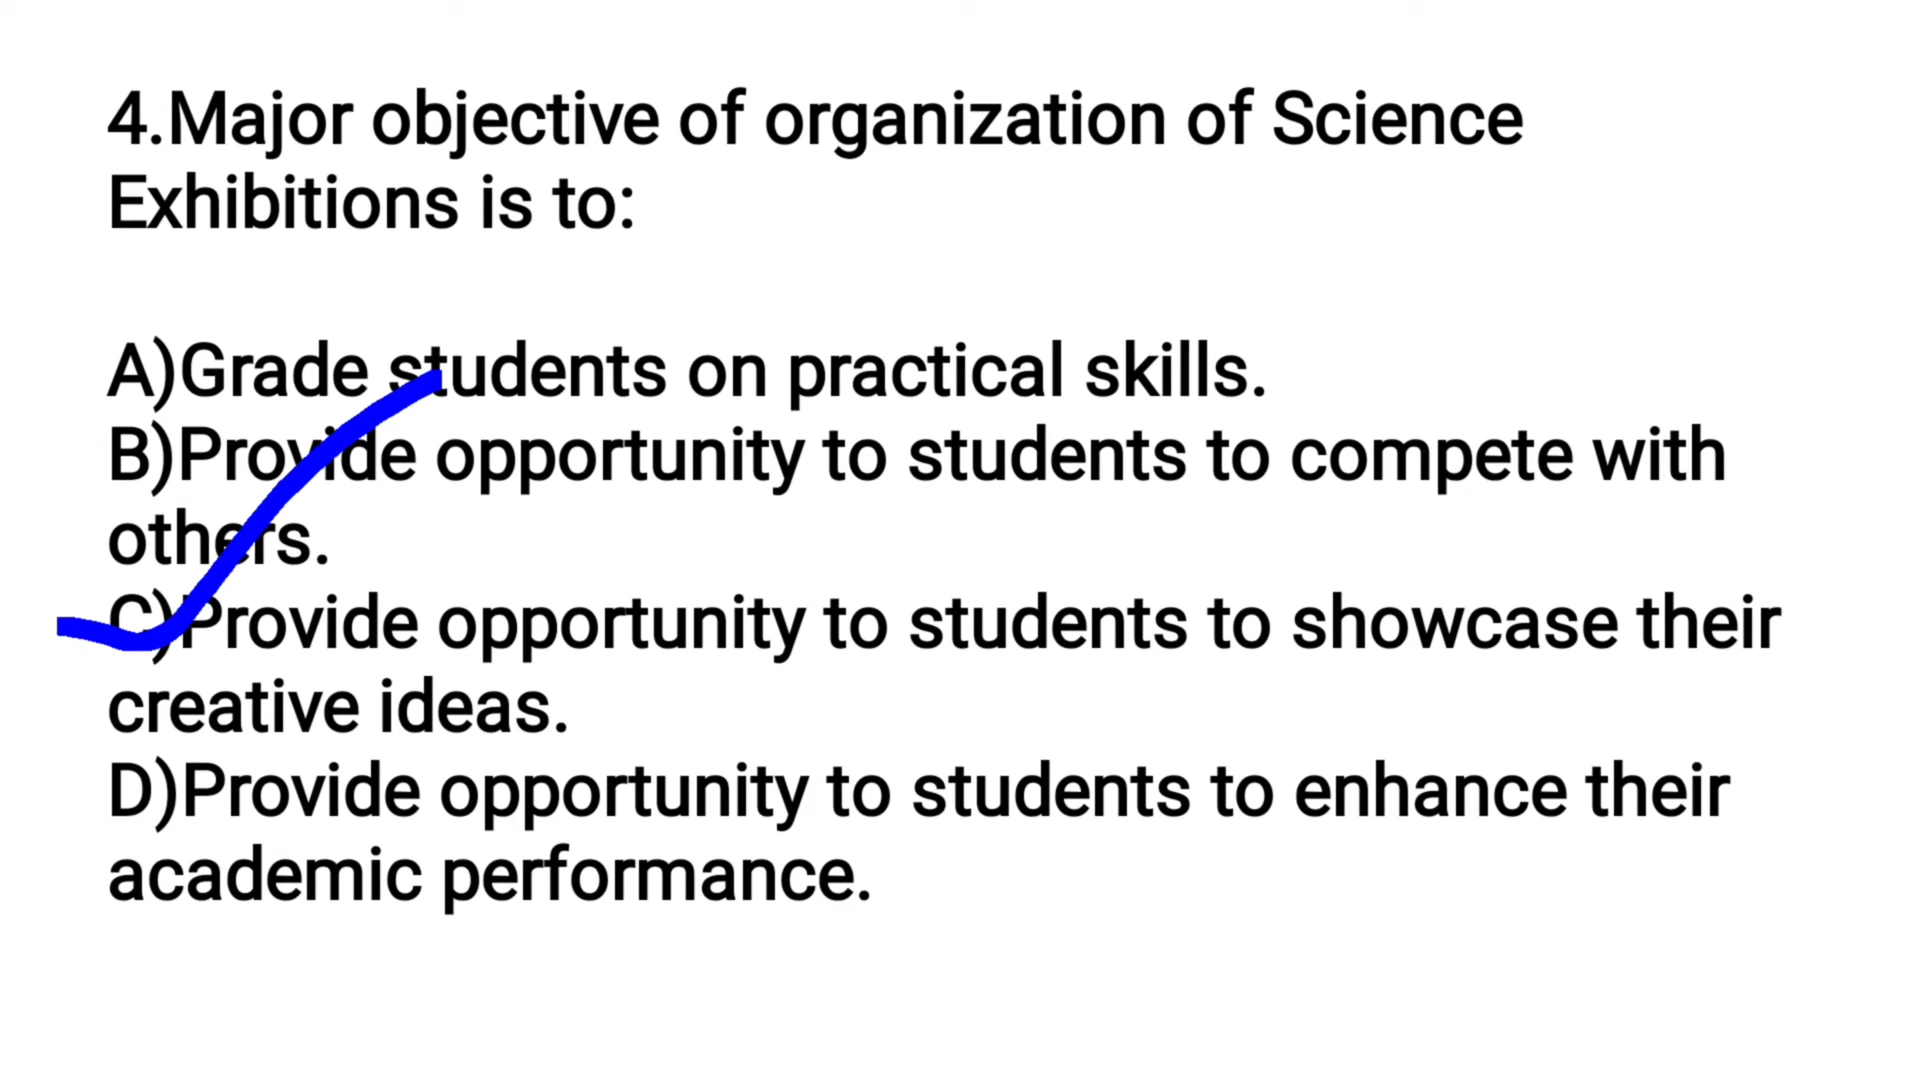 4.Major objective of organization of Science
Exhibitions is to:
A)Grade students on practical skills.
B)Provide opportunity to students to compete with
others.
C)Provide opportunity to students to showcase their
creative ideas.
D)Provide opportunity to students to enhance their
academic performance.